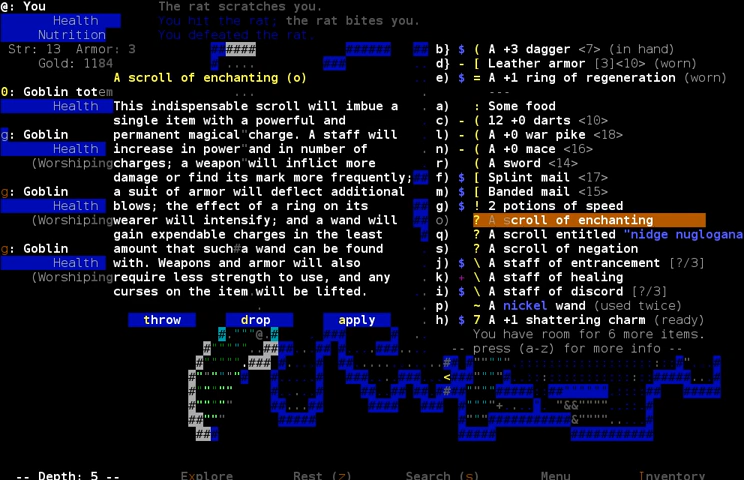 @: You
The rat scratches you.
Health
You hit the rat; the rat bites you.
Nutrition
You defeated the rat.
Str: 13 Armor: 3
Gold: 1184
0: Goblin totem
Health
g: Goblin
Health
(Worshiping
g: Goblin
Health
(Worshiping
g: Goblin
Health
(Worshiping
A scroll of enchanting (o)
This indispensable scroll will imbue a
single item with a powerful and
permanent magical charge. A staff will
increase in power and in number of
charges; a weapon will inflict more
damage or find its mark more frequently;
a suit of armor will deflect additional
blows; the effect of a ring on its
wearer will intensify; and a wand will
gain expendable charges in the least
amount that such a wand can be found
with. Weapons and armor will also
require less strength to use, and any
curses on the item will be lifted.
throw drop apply
b} $ ( A +3 dagger <7> (in hand)
d} - [ Leather armor [3]<10> (worn)
e} $ = A +1 ring of regeneration (worn)
---
a) : Some food
c) - ( 12 +0 darts <10>
l) - ( A +0 war pike <18>
n) - ( A +0 mace <16>
r) ( A sword <14>
f) $ [ Splint mail <17>
m) $ [ Banded mail <15>
g) $ ! 2 potions of speed
o) ? A scroll of enchanting
q) ? A scroll entitled "nidge nuglogana
s) ? A scroll of negation
j) $ \ A staff of entrancement [?/3]
k) + \ A staff of healing
i) $ \ A staff of discord [?/3]
p) ~ A nickel wand (used twice)
h) $ 7 A +1 shattering charm (ready)
You have room for 6 more items.
-- press (a-z) for more info --
-- Depth: 5 --
Explore
Rest (z)
Search (s)
Menu
Inventory